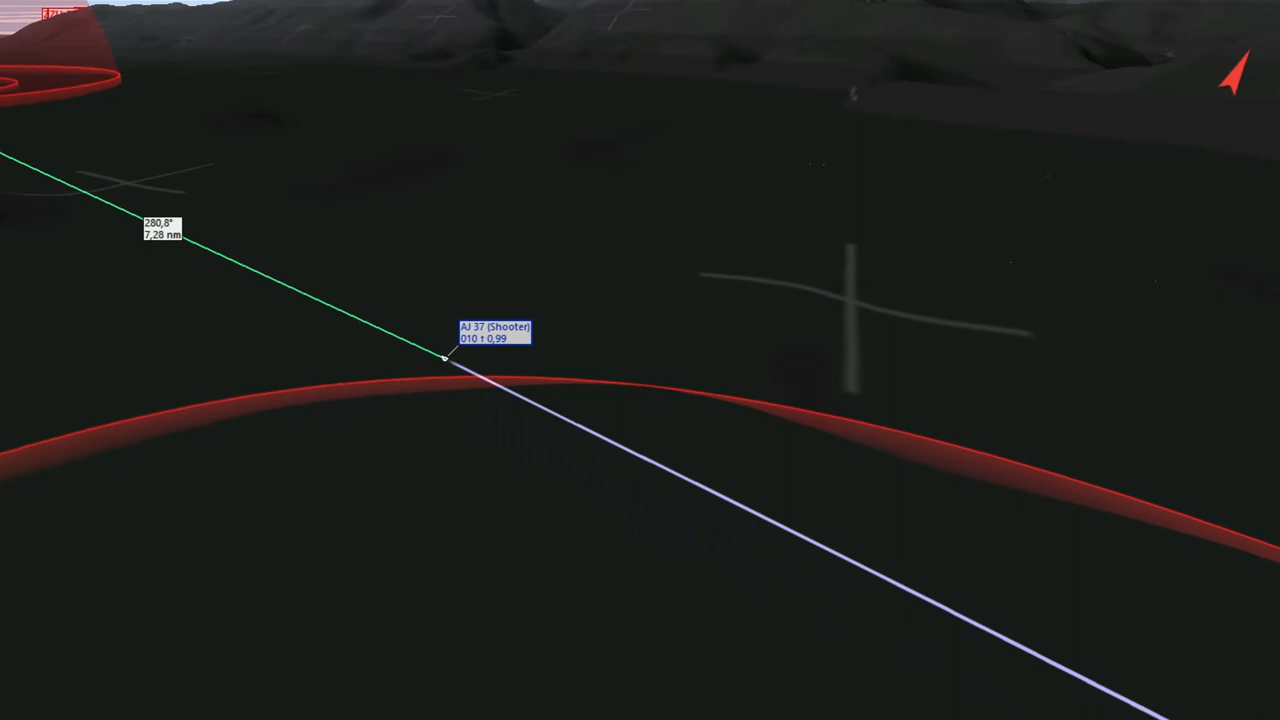 280,8°
7,28 nm
AJ 37 (Shooter)
010 ↑ 0,99